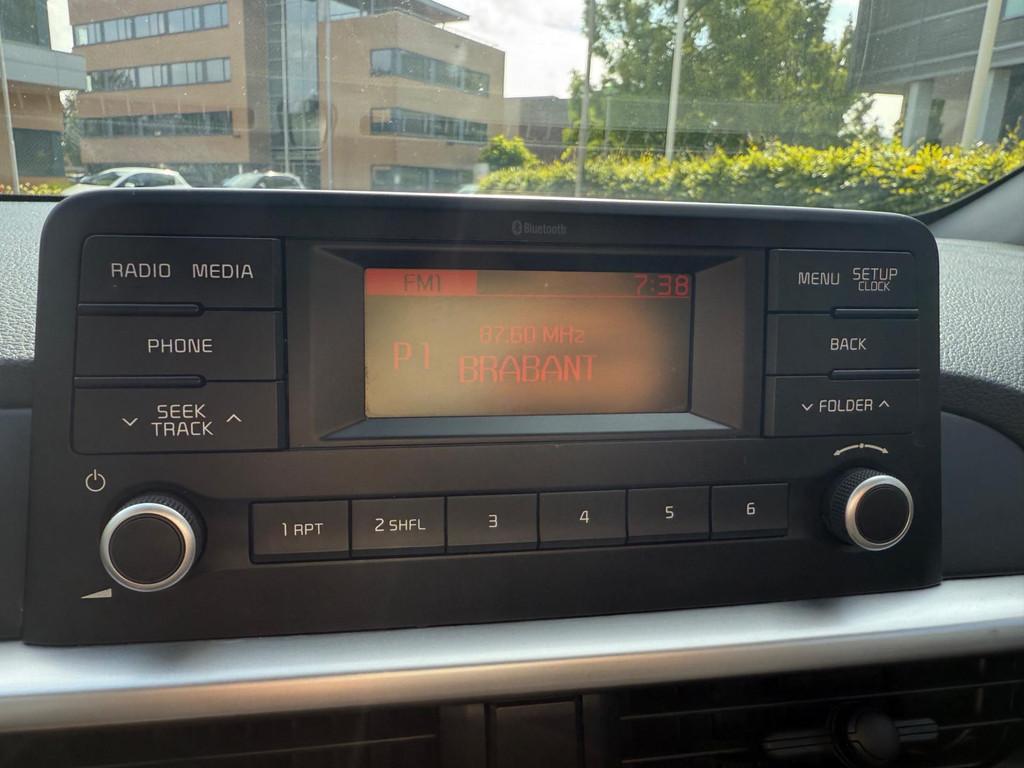 Bluetooth
RADIO MEDIA
PHONE
SEEK
TRACK
FM1 7:38
87.60 MHz
P1 BRABANT
MENU SETUP
CLOCK
BACK
FOLDER
1 RPT 2 SHFL 3 4 5 6